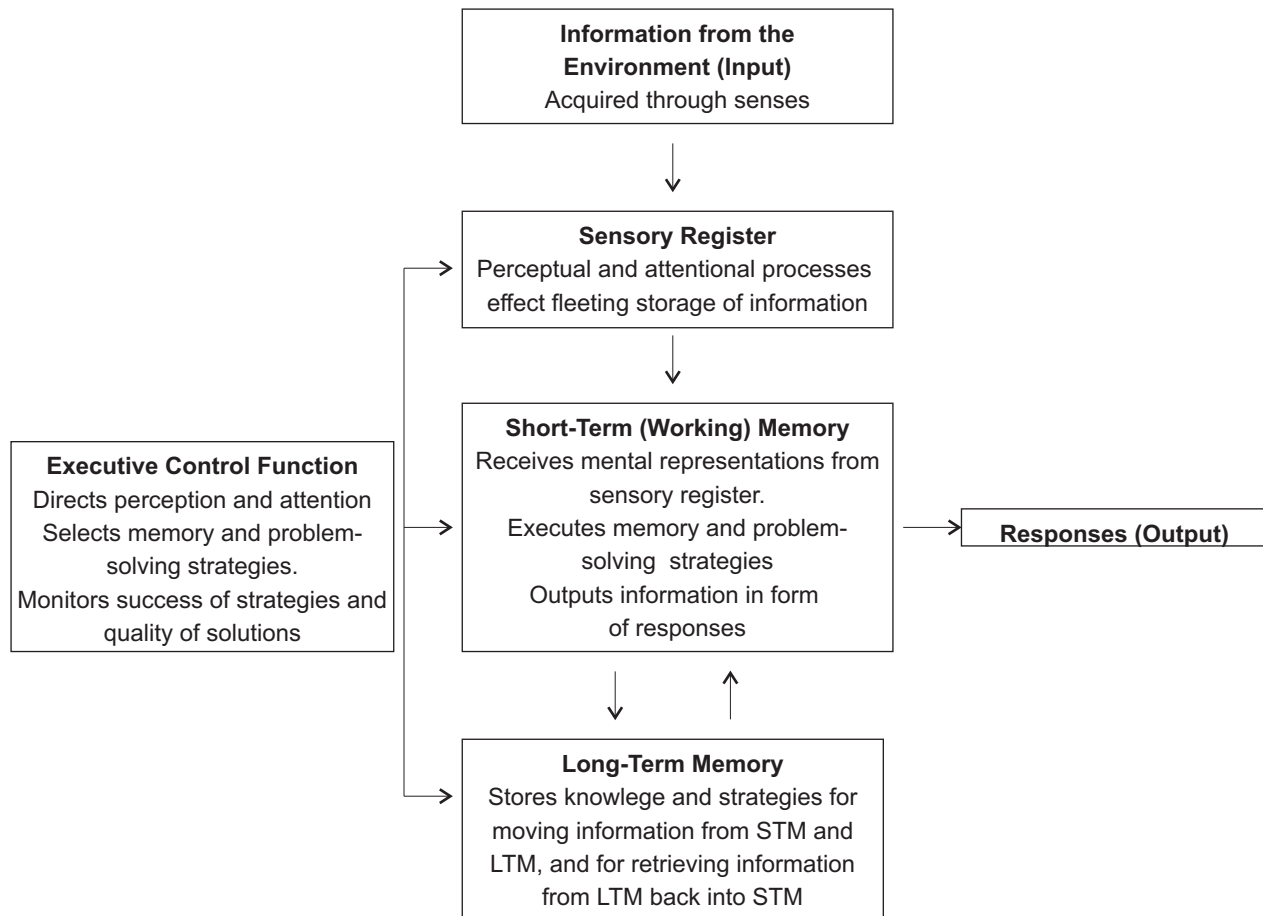 Information from the
Environment (Input)
Acquired through senses
Sensory Register
Perceptual and attentional processes
effect fleeting storage of information
Short-Term (Working) Memory
Receives mental representations from
sensory register.
Executes memory and problem-
solving strategies
Outputs information in form
of responses
Executive Control Function
Directs perception and attention
Selects memory and problem-
solving strategies.
Monitors success of strategies and
quality of solutions
Responses (Output)
Long-Term Memory
Stores knowlege and strategies for
moving information from STM and
LTM, and for retrieving information
from LTM back into STM